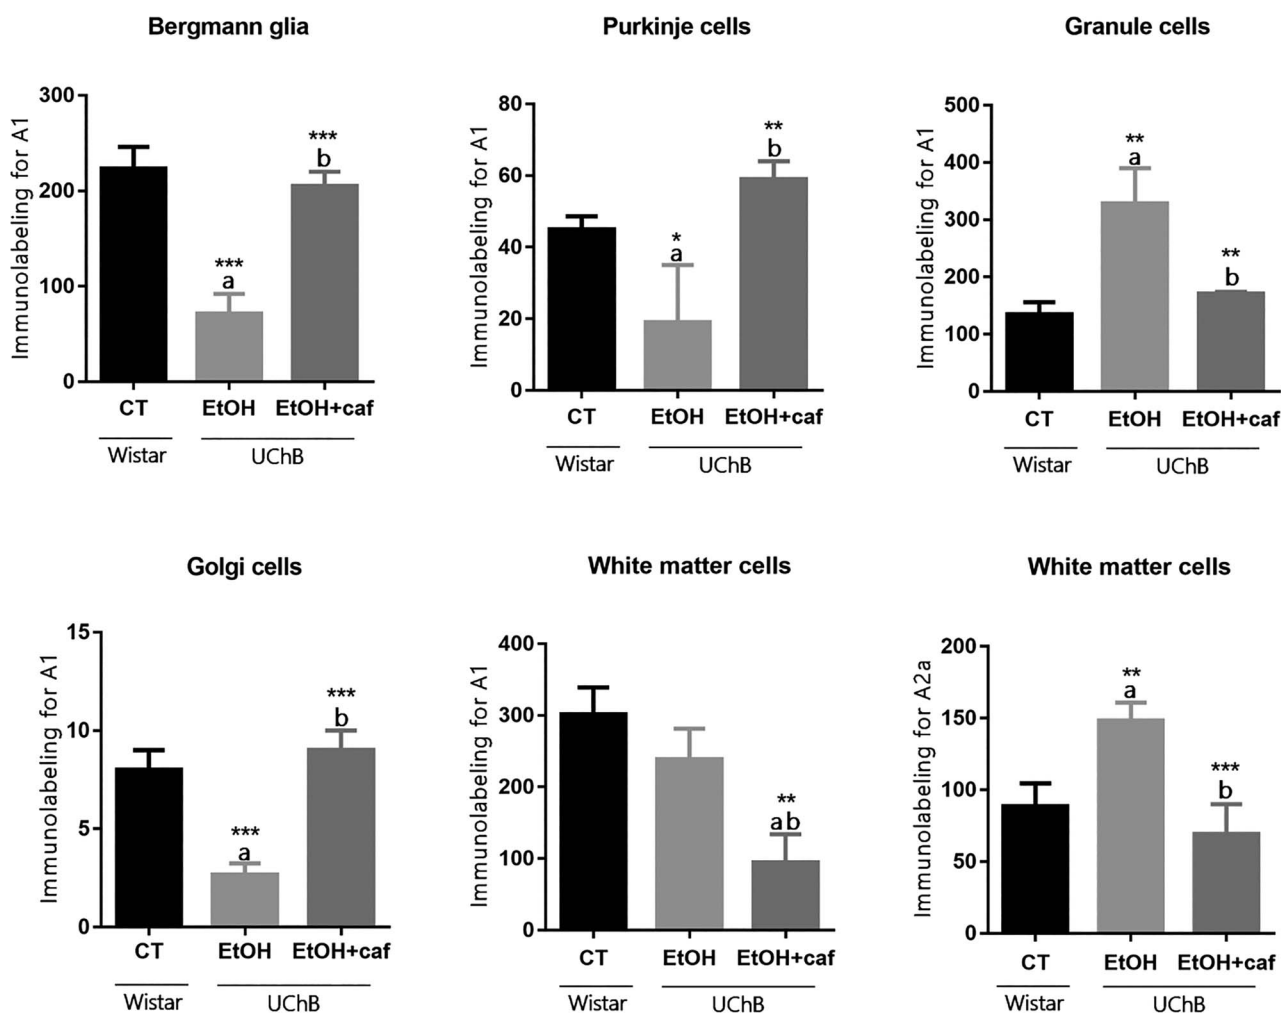 Bergmann glia
Immunolabeling for A1
300
200
100
0
***
a
***
b
CT
EtOH
EtOH+caf
Wistar
UChB
Purkinje cells
Immunolabeling for A1
80
60
40
20
0
*
a
**
b
CT
EtOH
EtOH+caf
Wistar
UChB
Granule cells
Immunolabeling for A1
500
400
300
200
100
0
**
a
**
b
CT
EtOH
EtOH+caf
Wistar
UChB
Golgi cells
Immunolabeling for A1
15
10
5
0
***
a
***
b
CT
EtOH
EtOH+caf
Wistar
UChB
White matter cells
Immunolabeling for A1
400
300
200
100
0
**
ab
CT
EtOH
EtOH+caf
Wistar
UChB
White matter cells
Immunolabeling for A2a
200
150
100
50
0
**
a
***
b
CT
EtOH
EtOH+caf
Wistar
UChB